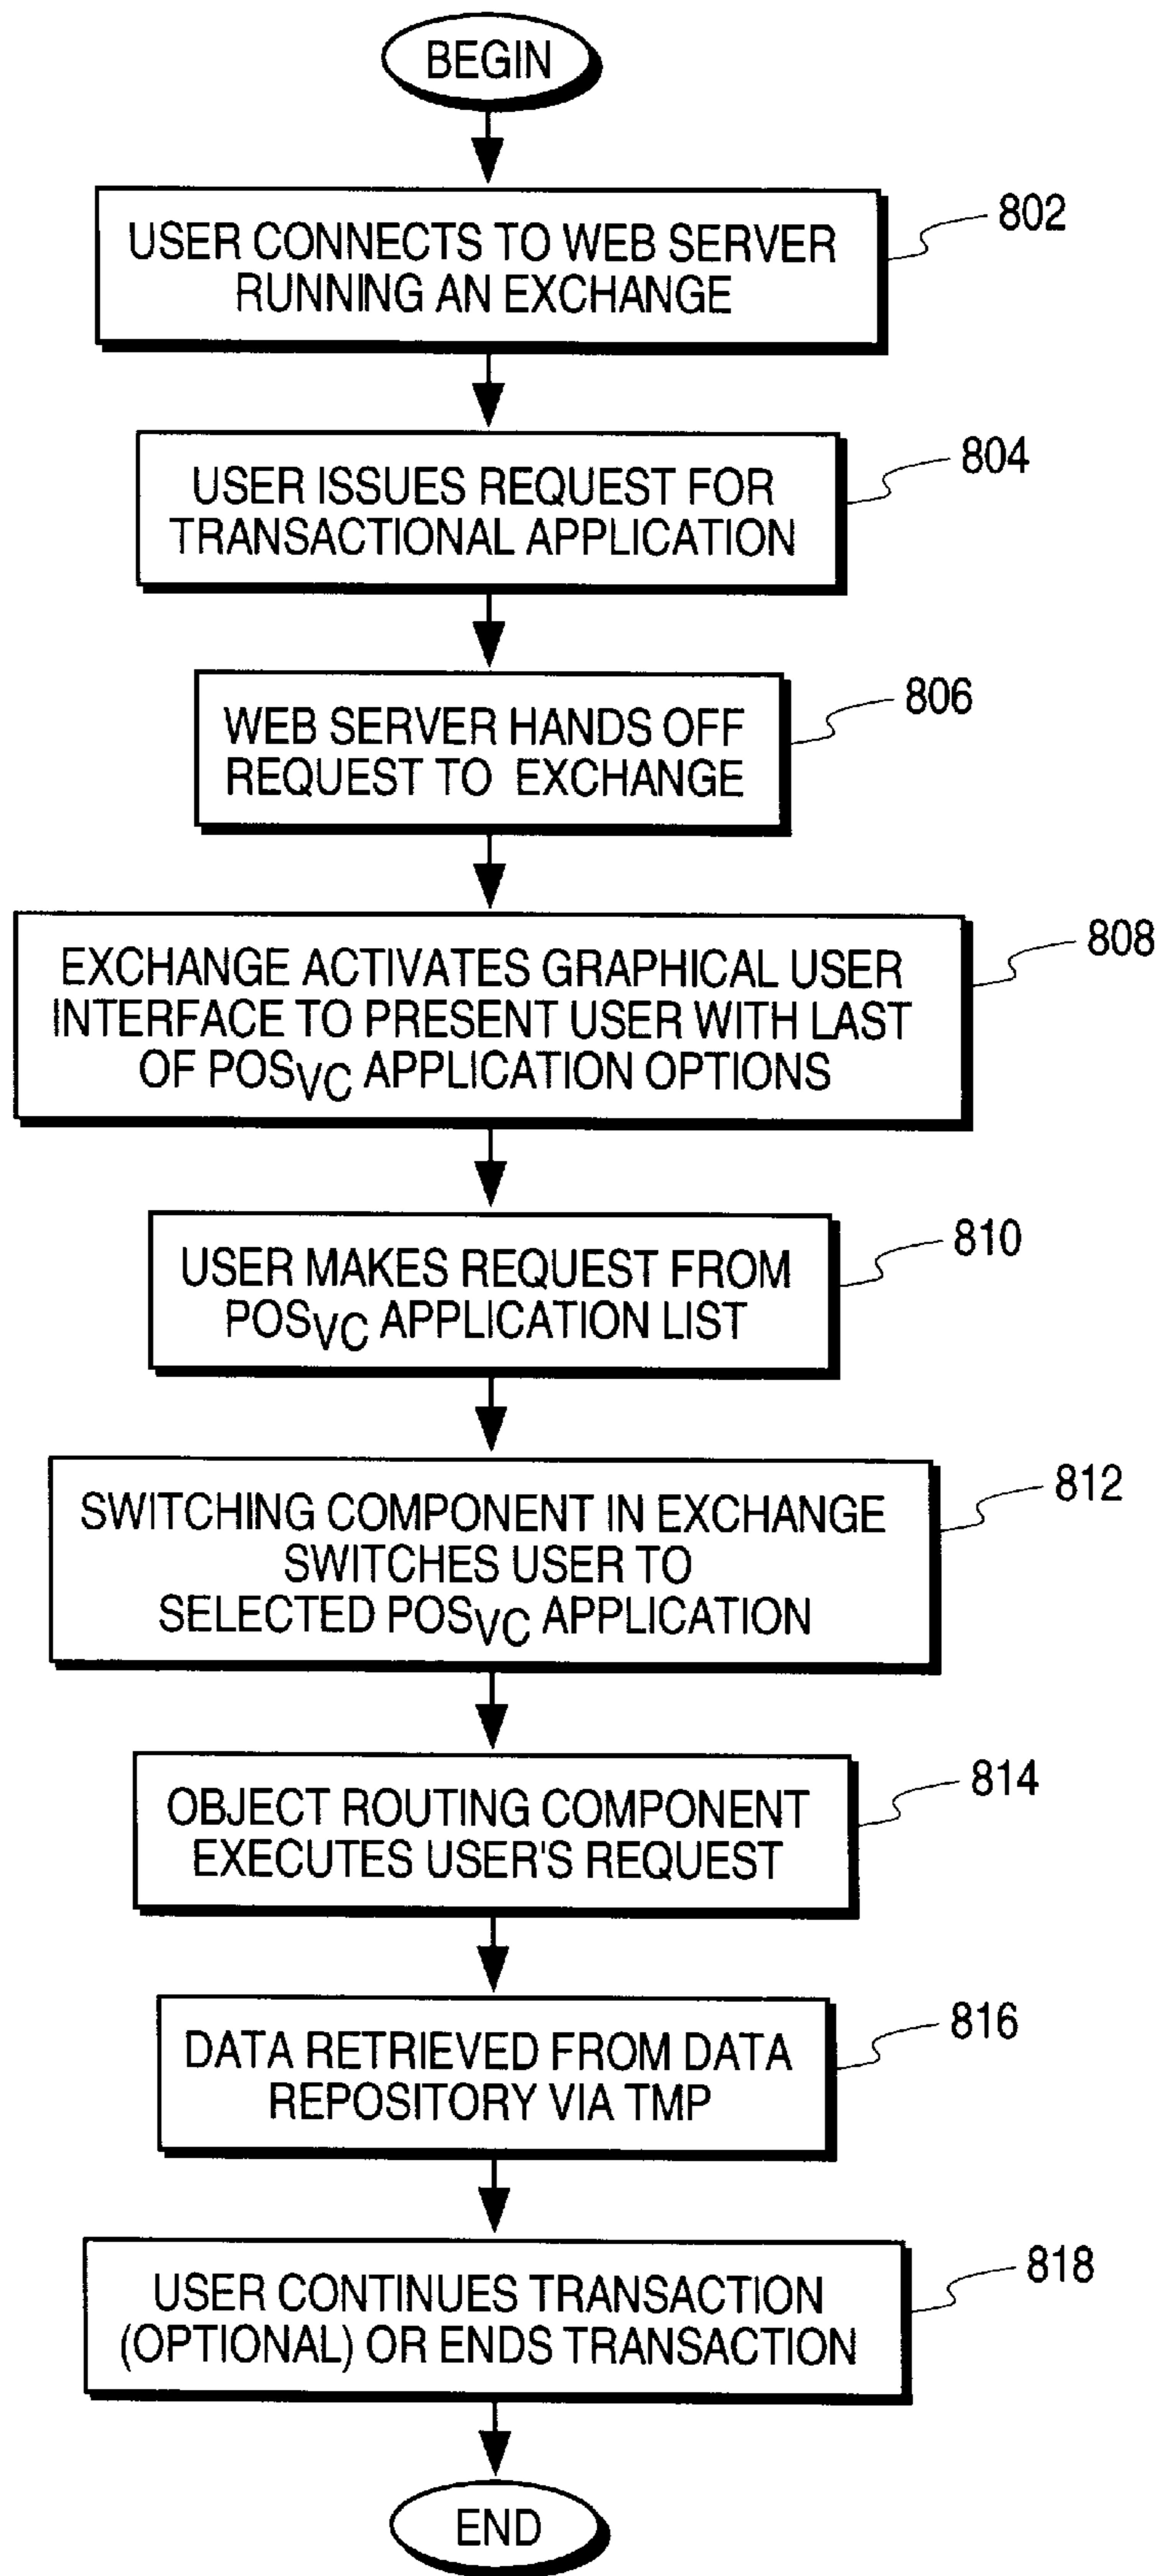 BEGIN
USER CONNECTS TO WEB SERVER
RUNNING AN EXCHANGE
802
USER ISSUES REQUEST FOR
TRANSACTIONAL APPLICATION
804
WEB SERVER HANDS OFF
REQUEST TO EXCHANGE
806
EXCHANGE ACTIVATES GRAPHICAL USER
INTERFACE TO PRESENT USER WITH LAST
OF POSVC APPLICATION OPTIONS
808
USER MAKES REQUEST FROM
POSVC APPLICATION LIST
810
SWITCHING COMPONENT IN EXCHANGE
SWITCHES USER TO
SELECTED POSVC APPLICATION
812
OBJECT ROUTING COMPONENT
EXECUTES USER'S REQUEST
814
DATA RETRIEVED FROM DATA
REPOSITORY VIA TMP
816
USER CONTINUES TRANSACTION
(OPTIONAL) OR ENDS TRANSACTION
818
END